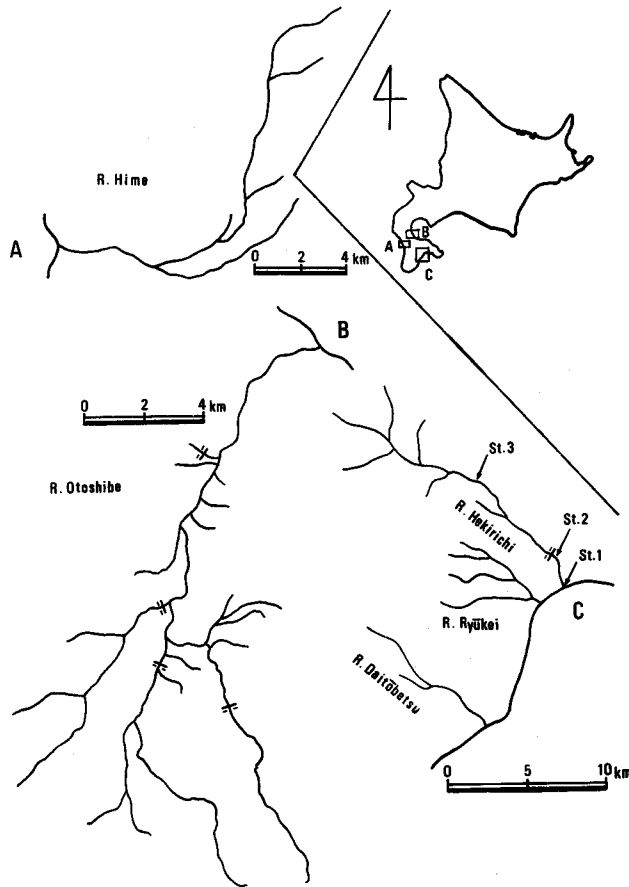 R. Hime
A
0 2 4
km
A
B
C
B
0 2 4
km
R. Otoshibe
St. 3
R. Hekirichi
St. 2
St. 1
C
R. Ryūkei
R. Daitōbetsu
0 5 10
km